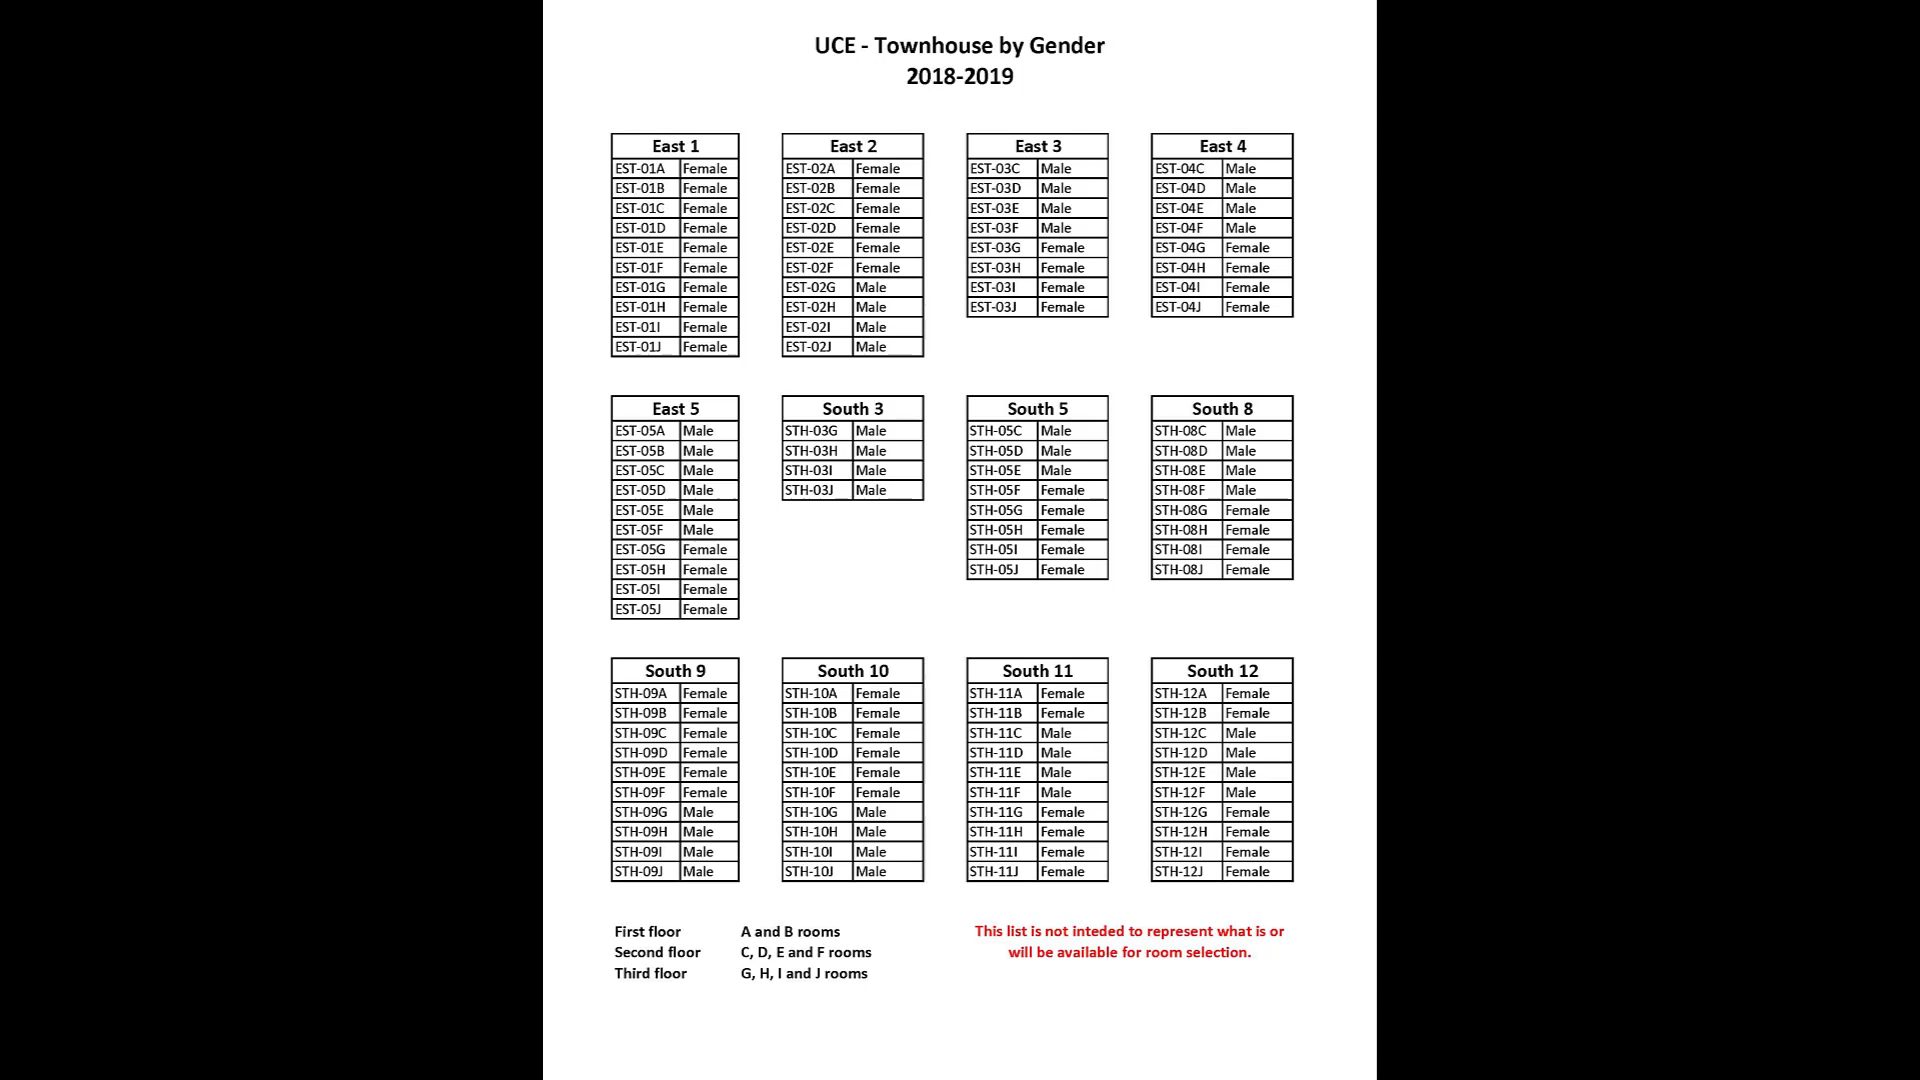 UCE - Townhouse by Gender
2018-2019
East 1
EST-01A Female
EST-01B Female
EST-01C Female
EST-01D Female
EST-01E Female
EST-01F Female
EST-01G Female
EST-01H Female
EST-01I Female
EST-01J Female
East 2
EST-02A Female
EST-02B Female
EST-02C Female
EST-02D Female
EST-02E Female
EST-02F Female
EST-02G Male
EST-02H Male
EST-02I Male
EST-02J Male
East 3
EST-03C Male
EST-03D Male
EST-03E Male
EST-03F Male
EST-03G Female
EST-03H Female
EST-03I Female
EST-03J Female
East 4
EST-04C Male
EST-04D Male
EST-04E Male
EST-04F Male
EST-04G Female
EST-04H Female
EST-04I Female
EST-04J Female
East 5
EST-05A Male
EST-05B Male
EST-05C Male
EST-05D Male
EST-05E Male
EST-05F Male
EST-05G Female
EST-05H Female
EST-05I Female
EST-05J Female
South 3
STH-03G Male
STH-03H Male
STH-03I Male
STH-03J Male
South 5
STH-05C Male
STH-05D Male
STH-05E Male
STH-05F Female
STH-05G Female
STH-05H Female
STH-05I Female
STH-05J Female
South 8
STH-08C Male
STH-08D Male
STH-08E Male
STH-08F Male
STH-08G Female
STH-08H Female
STH-08I Female
STH-08J Female
South 9
STH-09A Female
STH-09B Female
STH-09C Female
STH-09D Female
STH-09E Female
STH-09F Female
STH-09G Male
STH-09H Male
STH-09I Male
STH-09J Male
South 10
STH-10A Female
STH-10B Female
STH-10C Female
STH-10D Female
STH-10E Female
STH-10F Female
STH-10G Male
STH-10H Male
STH-10I Male
STH-10J Male
South 11
STH-11A Female
STH-11B Female
STH-11C Male
STH-11D Male
STH-11E Male
STH-11F Male
STH-11G Female
STH-11H Female
STH-11I Female
STH-11J Female
South 12
STH-12A Female
STH-12B Female
STH-12C Male
STH-12D Male
STH-12E Male
STH-12F Male
STH-12G Female
STH-12H Female
STH-12I Female
STH-12J Female
First floor A and B rooms
Second floor C, D, E and F rooms
Third floor G, H, I and J rooms
This list is not inteded to represent what is or
will be available for room selection.